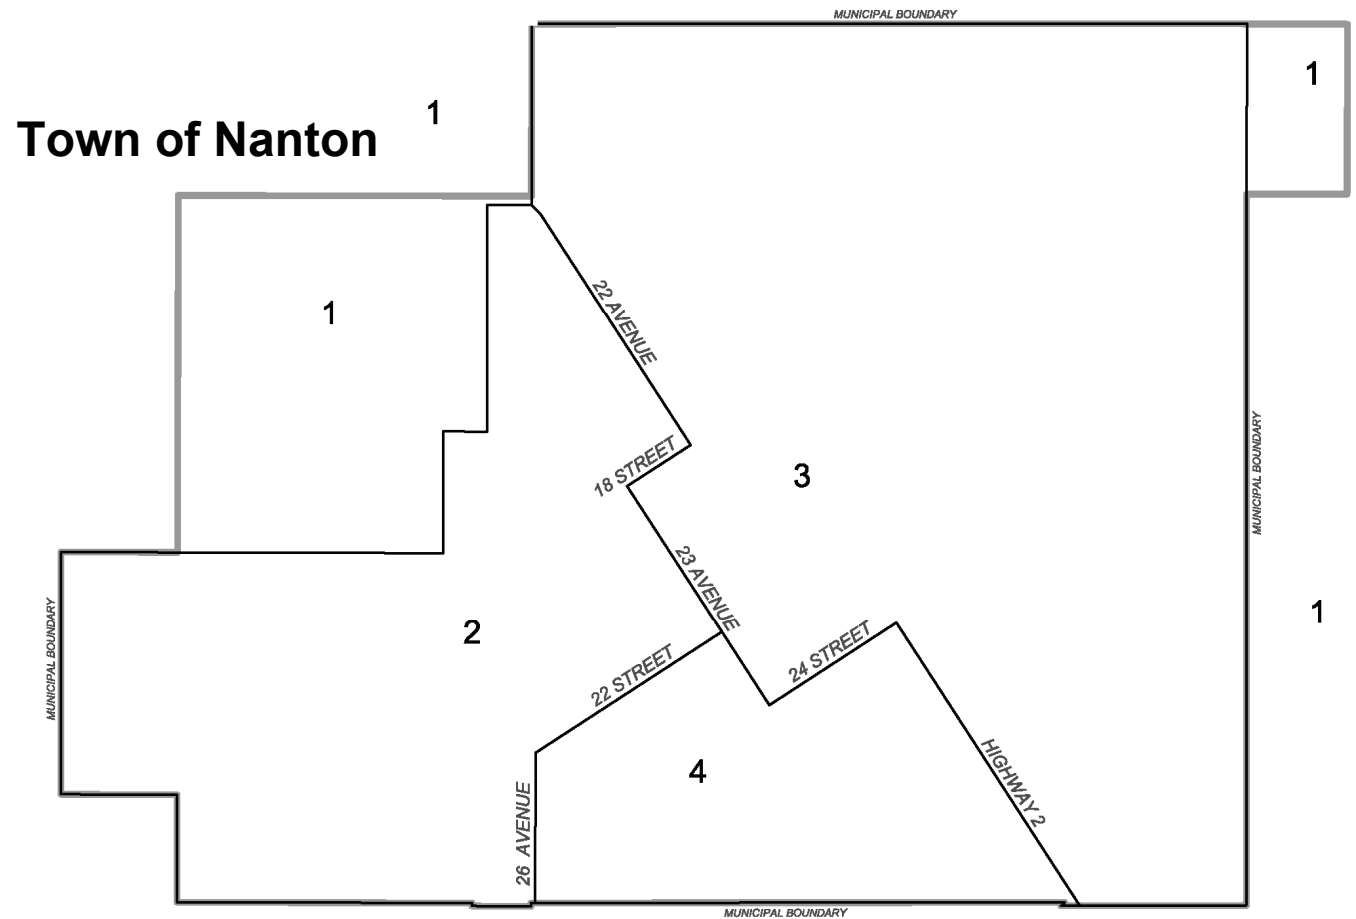 MUNICIPAL BOUNDARY
1
1
Town of Nanton
1
22 AVENUE
18 STREET
3
MUNICIPAL BOUNDARY
23 AVENUE
1
2
MUNICIPAL BOUNDARY
24 STREET
22 STREET
4
HIGHWAY 2
26 AVENUE
MUNICIPAL BOUNDARY